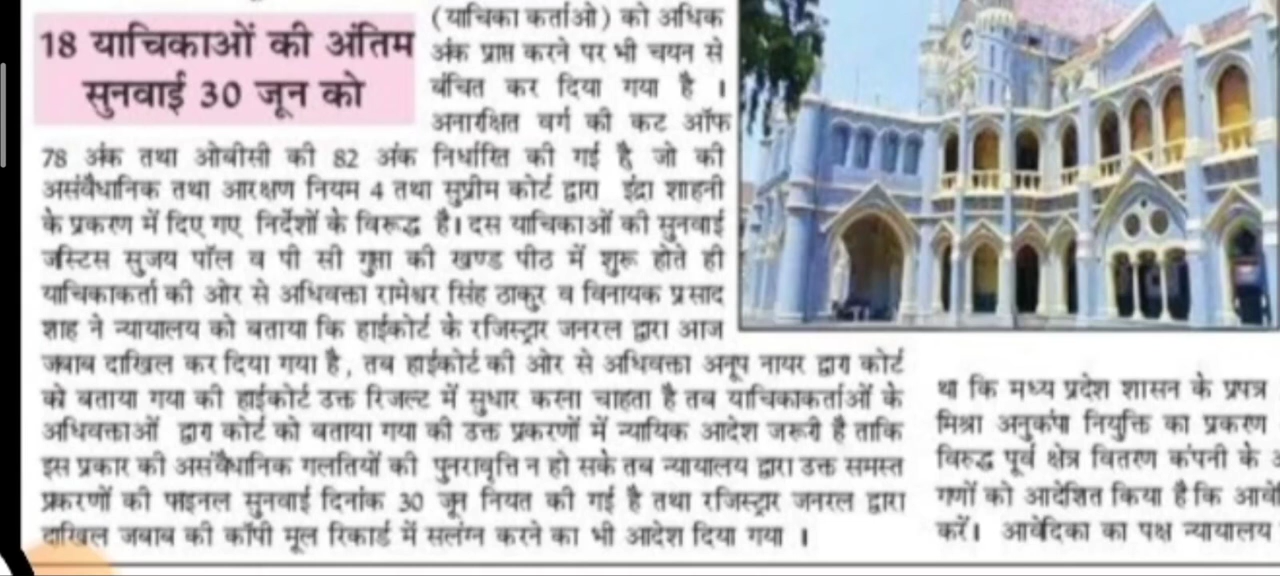 18 याचिकाओं की अंतिम
सुनवाई 30 जून को
(याचिका कर्ताओ) को अधिक
अंक प्राप्त करने पर भी चयन से
बंचित कर दिया गया है ।
अनारक्षित वर्ग की कट ऑफ
78 अंक तथा ओबीसी की 82 अंक निर्धारित की गई है जो की
असंवैधानिक तथा आरक्षण नियम 4 तथा सुप्रीम कोर्ट द्वारा इंद्रा शाहनी
के प्रकरण में दिए गए निर्देशों के विरूद्ध है। दस याचिकाओं की सुनवाई
जस्टिस सुजय पॉल व पी सी गुप्ता की खण्ड पीठ में शुरू होते ही
याचिकाकर्ता की ओर से अधिवक्ता रामेश्वर सिंह ठाकुर व विनायक प्रसाद
शाह ने न्यायालय को बताया कि हाईकोर्ट के रजिस्ट्रार जनरल द्वारा आज
जबाब दाखिल कर दिया गया है, तब हाईकोर्ट की ओर से अधिवक्ता अनूप नायर द्वारा कोर्ट
को बताया गया की हाईकोर्ट उक्त रिजल्ट में सुधार करना चाहता है तब याचिकाकर्ताओं के
अधिवक्ताओं द्वारा कोर्ट को बताया गया की उक्त प्रकरणों में न्यायिक आदेश जरूरी है ताकि
इस प्रकार की असंवैधानिक गलतियों की पुनरावृत्ति न हो सके तब न्यायालय द्वारा उक्त समस्त
प्रकरणों की फाइनल सुनवाई दिनांक 30 जून नियत की गई है तथा रजिस्ट्रार जनरल द्वारा
दाखिल जबाब की कॉपी मूल रिकार्ड में सलंग्न करने का भी आदेश दिया गया ।
था कि मध्य प्रदेश शासन के प्रपत्र
मिश्रा अनुकंपा नियुक्ति का प्रकरण
विरुद्ध पूर्व क्षेत्र वितरण कंपनी के
गणों को आदेशित किया है कि आवे
करें। आवेदिका का पक्ष न्यायालय